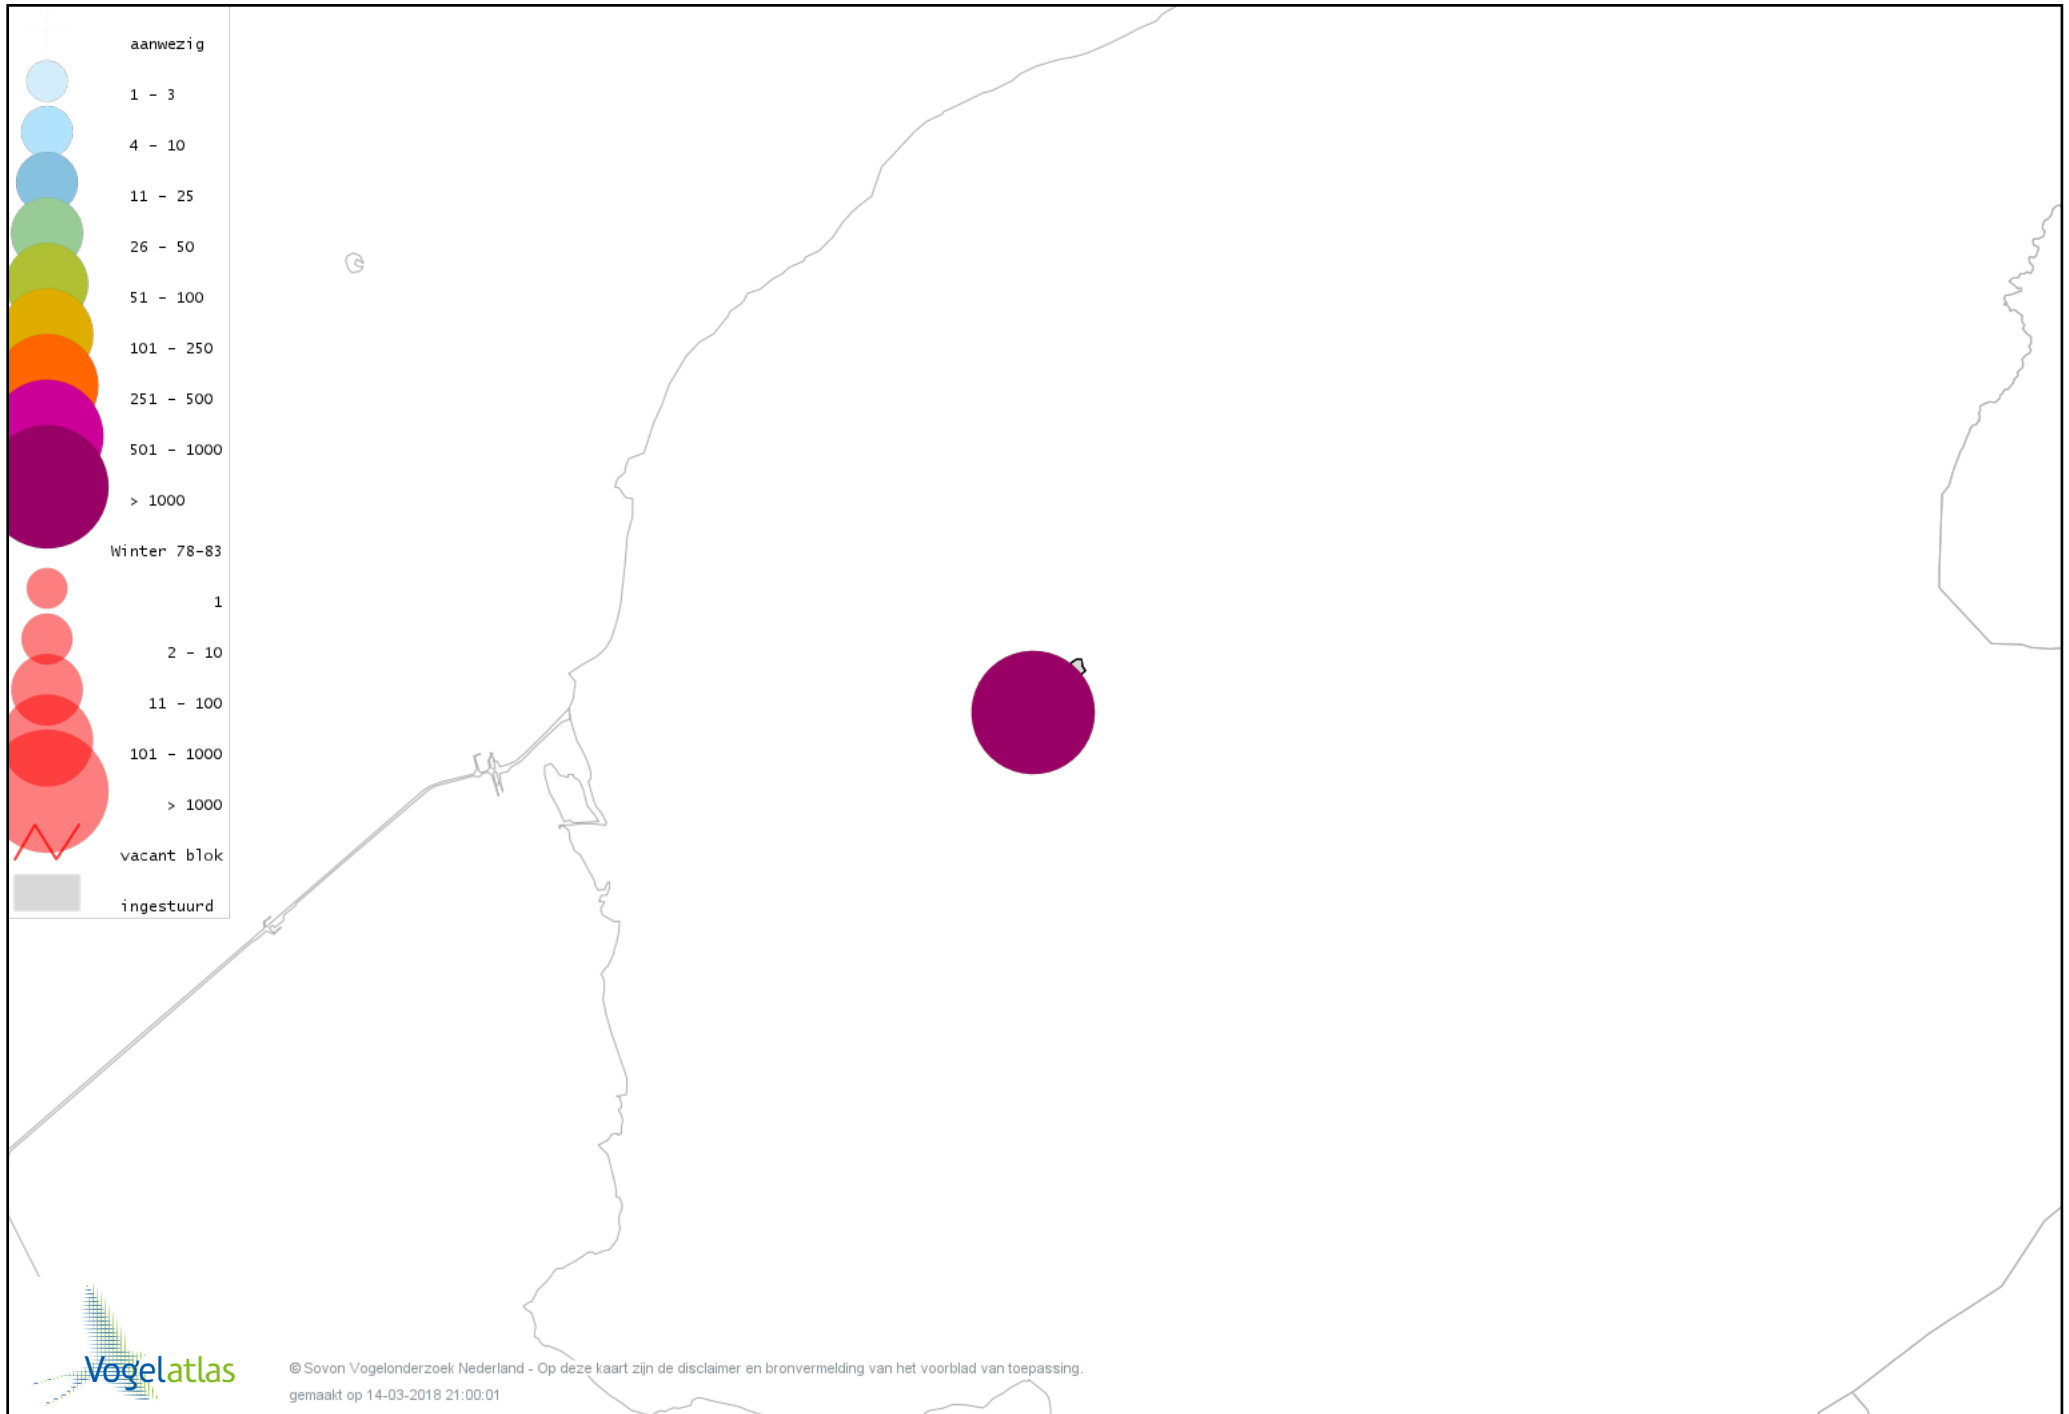 aanwezig
1 - 3
4 - 10
11 - 25
26 - 50
51 - 100
101 - 250
251 - 500
501 - 1000
> 1000
Winter 78-83
1
2 - 10
11 - 100
101 - 1000
> 1000
vacant blok
ingestuurd
Vogelatlas
© Sovon Vogelonderzoek Nederland - Op deze kaart zijn de disclaimer en bronvermelding van het voorblad van toepassing.
gemaakt op 14-03-2018 21:00:01